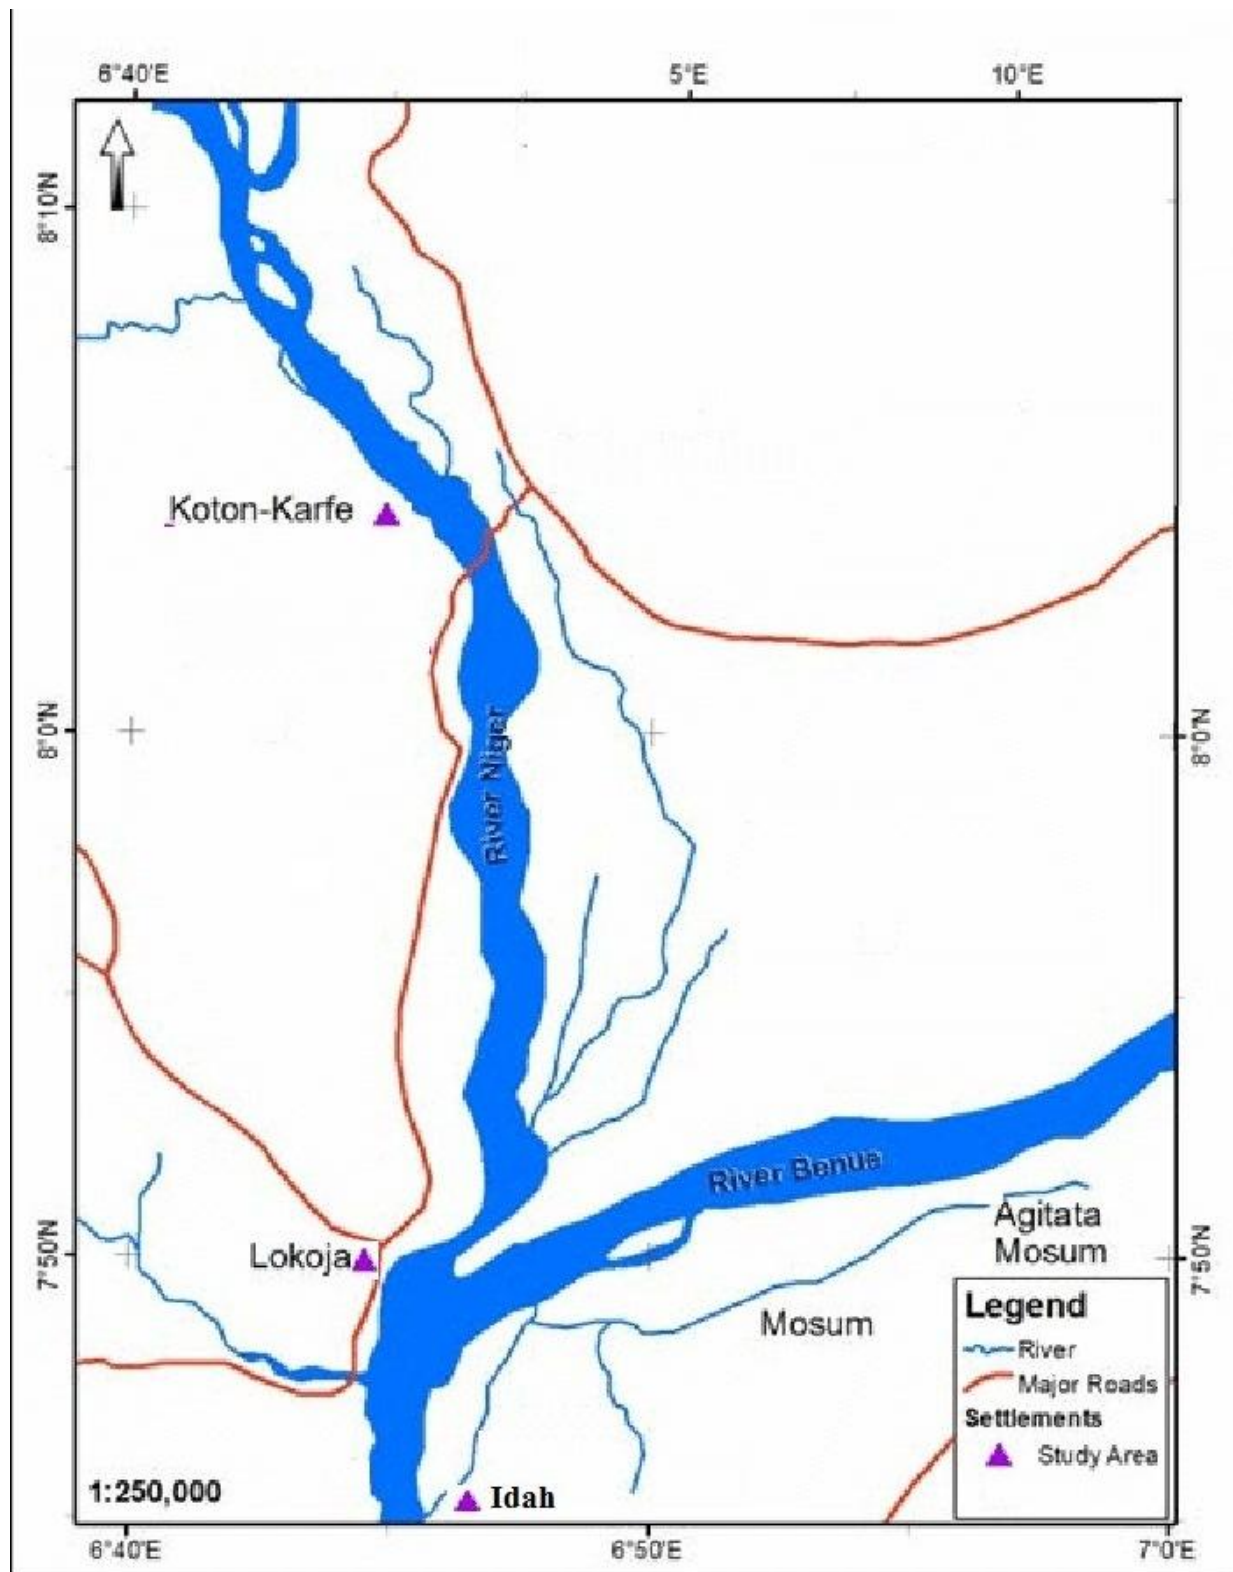 6°40'E 5°E 10°E
8°10'N
Koton-Karfe
8°0'N
8°0'N
River Niger
River Benue
Agitata
Mosum
Lokoja
7°50'N
7°50'N
Mosum
Legend
River
Major Roads
Settlements
Study Area
1:250,000
Idah
6°40'E 6°50'E 7°0'E